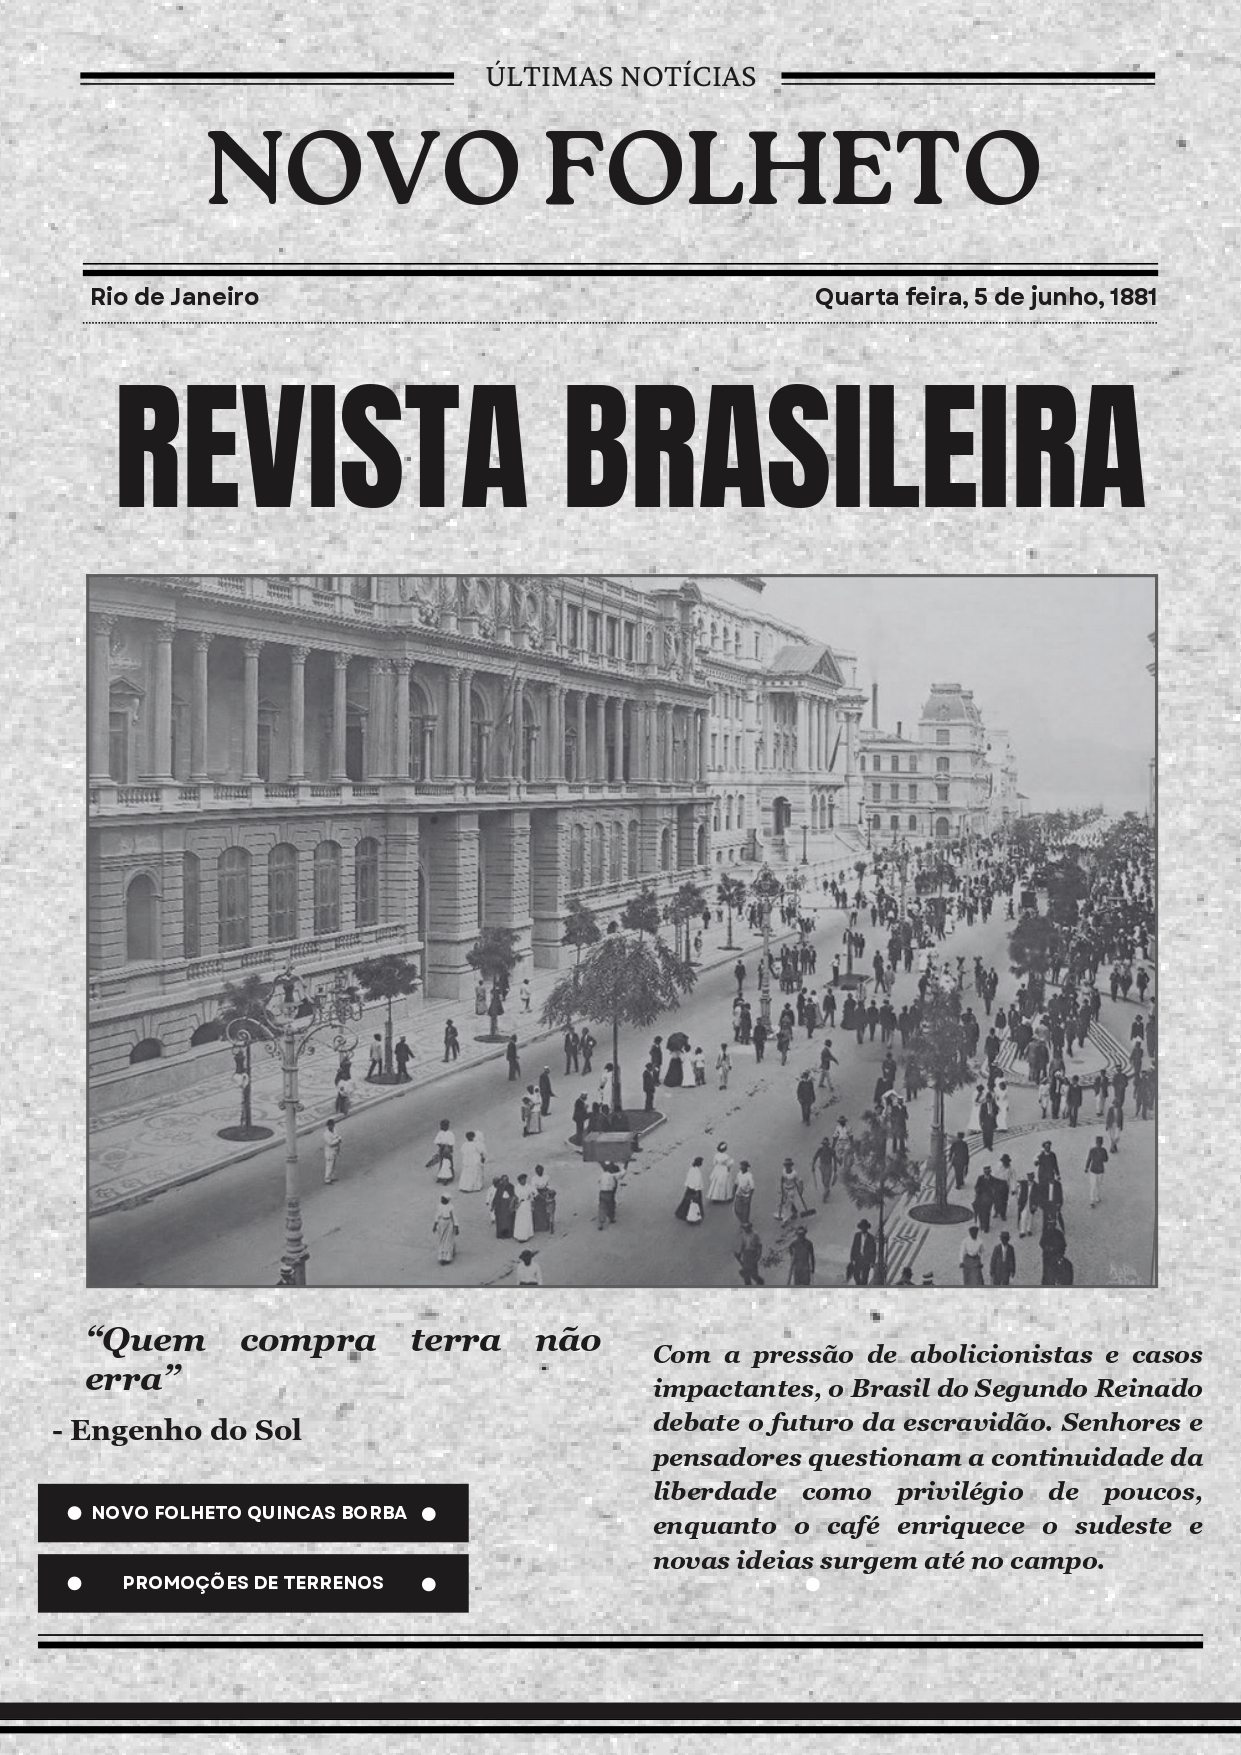 ÚLTIMAS NOTÍCIAS
NOVO FOLHETO
Rio de Janeiro
Quarta feira, 5 de junho, 1881
REVISTA BRASILEIRA
“Quem compra terra não
erra”
- Engenho do Sol
NOVO FOLHETO QUINCAS BORBA
PROMOÇÕES DE TERRENOS
Com a pressão de abolicionistas e casos
impactantes, o Brasil do Segundo Reinado
debate o futuro da escravidão. Senhores e
pensadores questionam a continuidade da
liberdade como privilégio de poucos,
enquanto o café enriquece o sudeste e
novas ideias surgem até no campo.